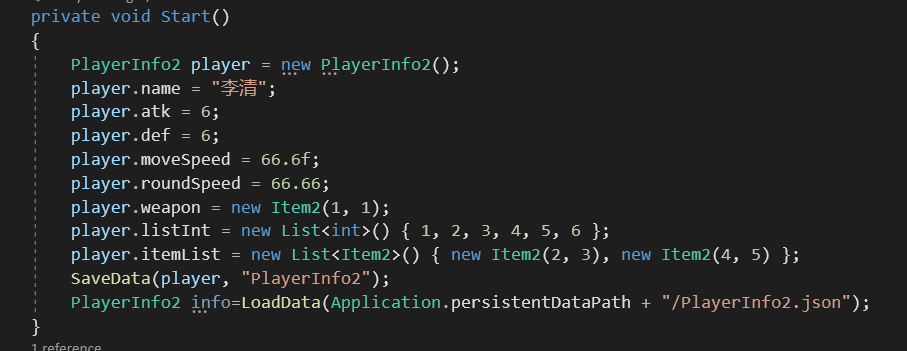 private void Start()
{
PlayerInfo2 player = new PlayerInfo2();
player.name = "李清";
player.atk = 6;
player.def = 6;
player.moveSpeed = 66.6f;
player.roundSpeed = 66.66;
player.weapon = new Item2(1, 1);
player.listInt = new List<int>() { 1, 2, 3, 4, 5, 6 };
player.itemList = new List<Item2>() { new Item2(2, 3), new Item2(4, 5) };
SaveData(player, "PlayerInfo2");
PlayerInfo2 info=LoadData(Application.persistentDataPath + "/PlayerInfo2.json");
}
1 reference